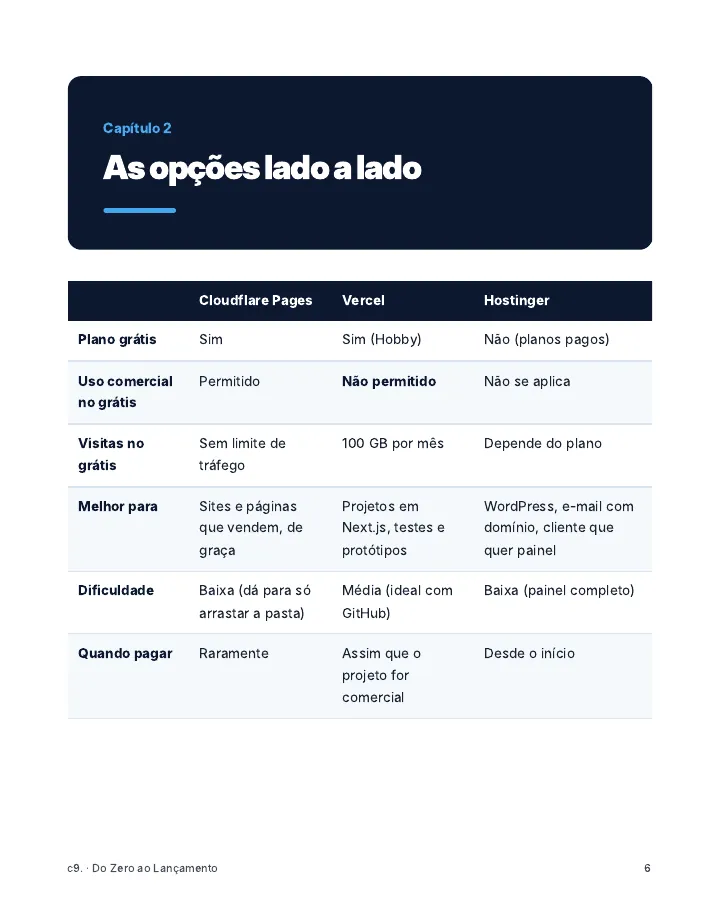 Capítulo 2
As opções lado a lado
Cloudflare Pages Vercel Hostinger
Plano grátis Sim Sim (Hobby) Não (planos pagos)
Uso comercial Permitido Não permitido Não se aplica
no grátis
Visitas no Sem limite de 100 GB por mês Depende do plano
grátis tráfego
Melhor para Sites e páginas Projetos em WordPress, e-mail com
que vendem, de Next.js, testes e domínio, cliente que
graça protótipos quer painel
Dificuldade Baixa (dá para só Média (ideal com Baixa (painel completo)
arrastar a pasta) GitHub)
Quando pagar Raramente Assim que o Desde o início
projeto for
comercial
c9. · Do Zero ao Lançamento 6